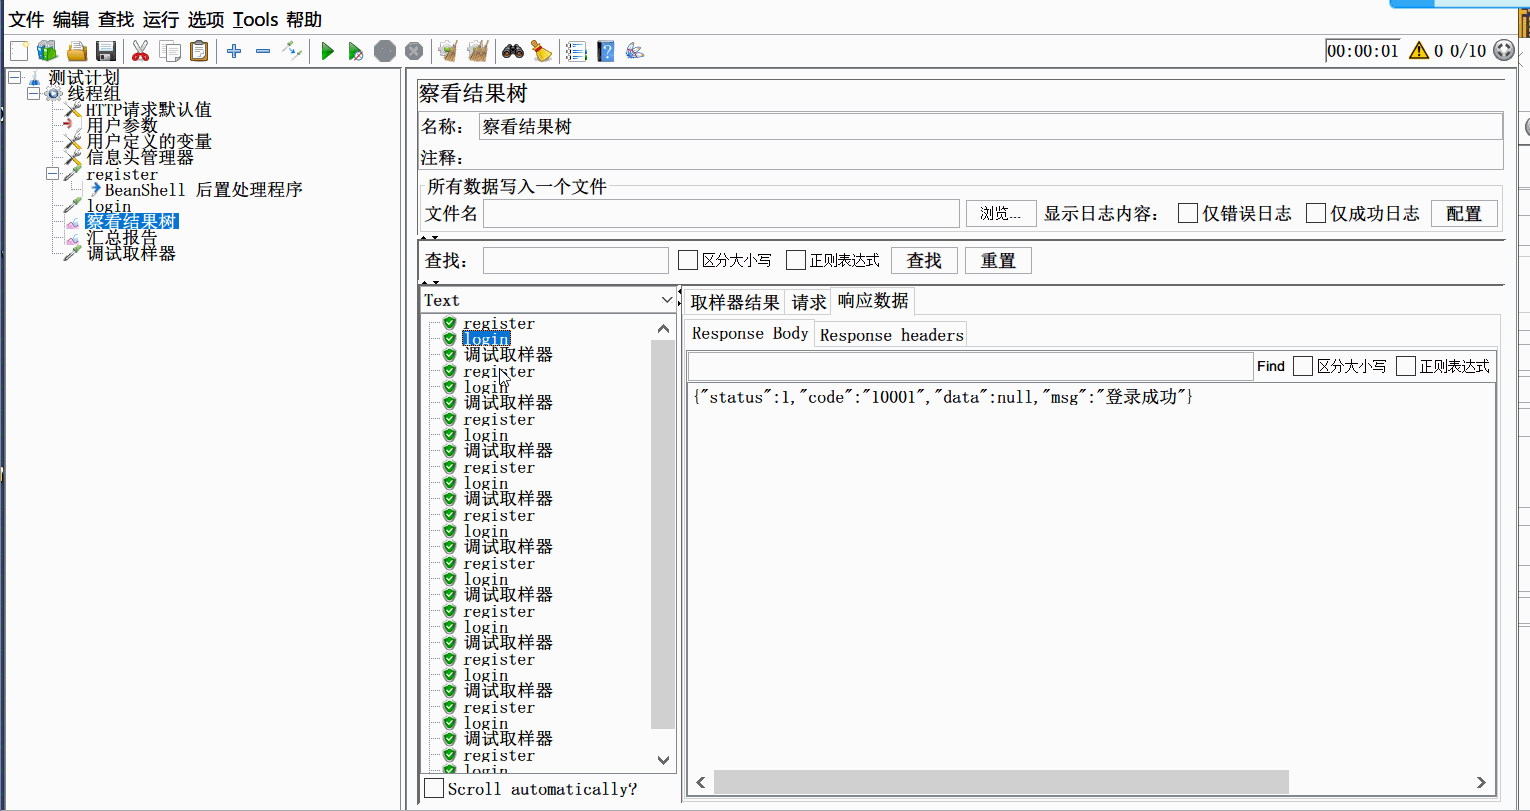 文件 编辑 查找 运行 选项 Tools 帮助
00:00:01 0 0/10
测试计划
线程组
HTTP请求默认值
用户参数
用户定义的变量
信息头管理器
register
BeanShell 后置处理程序
login
察看结果树
汇总报告
调试取样器
察看结果树
名称： 察看结果树
注释：
所有数据写入一个文件
文件名 浏览... 显示日志内容： 仅错误日志 仅成功日志 配置
查找： 区分大小写 正则表达式 查找 重置
Text
register
login
调试取样器
register
login
调试取样器
register
login
调试取样器
register
login
调试取样器
register
login
调试取样器
register
login
调试取样器
register
login
调试取样器
register
login
调试取样器
register
login
调试取样器
register
login
Scroll automatically?
取样器结果 请求 响应数据
Response Body Response headers
Find 区分大小写 正则表达式
{"status":1,"code":"10001","data":null,"msg":"登录成功"}